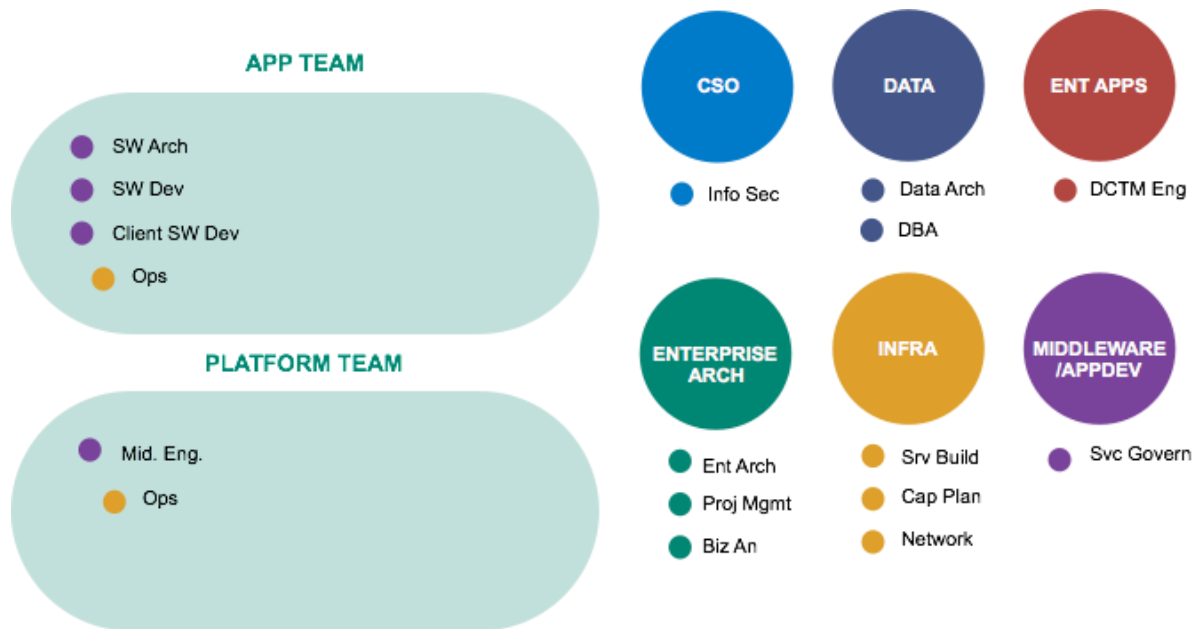 APP TEAM
SW Arch
SW Dev
Client SW Dev
Ops
PLATFORM TEAM
Mid. Eng.
Ops
CSO
Info Sec
DATA
Data Arch
DBA
ENT APPS
DCTM Eng
ENTERPRISE
ARCH
Ent Arch
Proj Mgmt
Biz An
INFRA
Srv Build
Cap Plan
Network
MIDDLEWARE
/APPDEV
Svc Govern